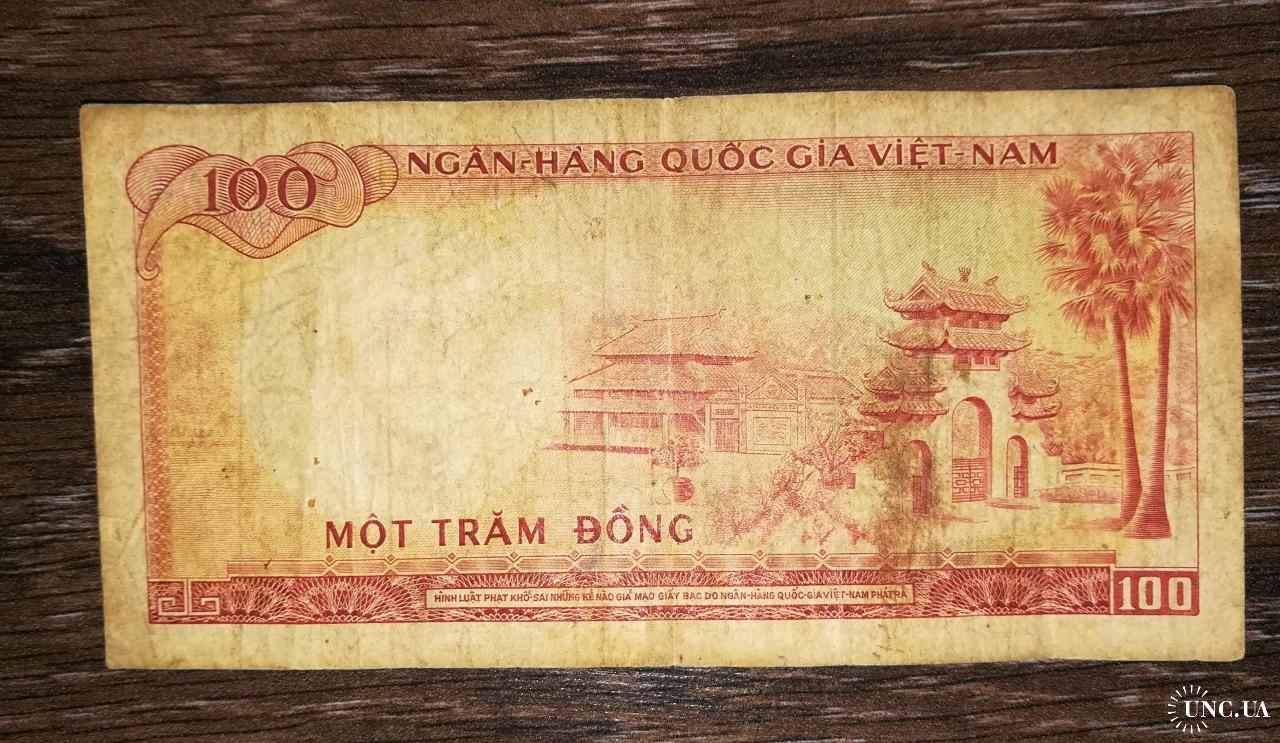 100
NGÂN-HÀNG QUỐC GIA VIỆT-NAM
MỘT TRĂM ĐỒNG
HÌNH LUẬT PHẠT KHỔ-SAI NHỮNG KẺ NÀO GIẢ MẠO GIẤY BẠC DO NGÂN-HÀNG QUỐC-GIA VIỆT-NAM PHÁT RA
100
UNC.UA